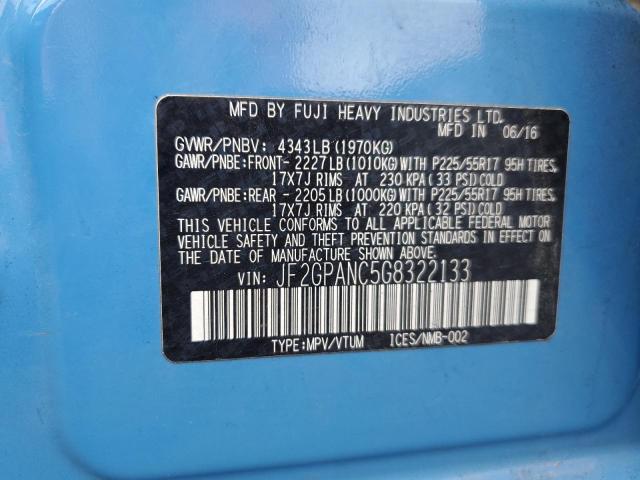 MFD BY FUJI HEAVY INDUSTRIES LTD.
MFD IN 06/16
GVWR/PNBV: 4343LB(1970KG)
GAWR/PNBE:FRONT-2227LB(1010KG)WITH P225/55R17 95H TIRES,
17X7J RIMS AT 230 KPA(33 PSI)COLD
GAWR/PNBE:REAR -2205LB(1000KG)WITH P225/55R17 95H TIRES,
17X7J RIMS AT 220 KPA(32 PSI)COLD
THIS VEHICLE CONFORMS TO ALL APPLICABLE FEDERAL MOTOR
VEHICLE SAFETY AND THEFT PREVENTION STANDARDS IN EFFECT ON
THE DATE OF MANUFACTURE SHOWN ABOVE.
VIN: JF2GPANC5G8322133
TYPE:MPV/VTUM ICES/NMB-002